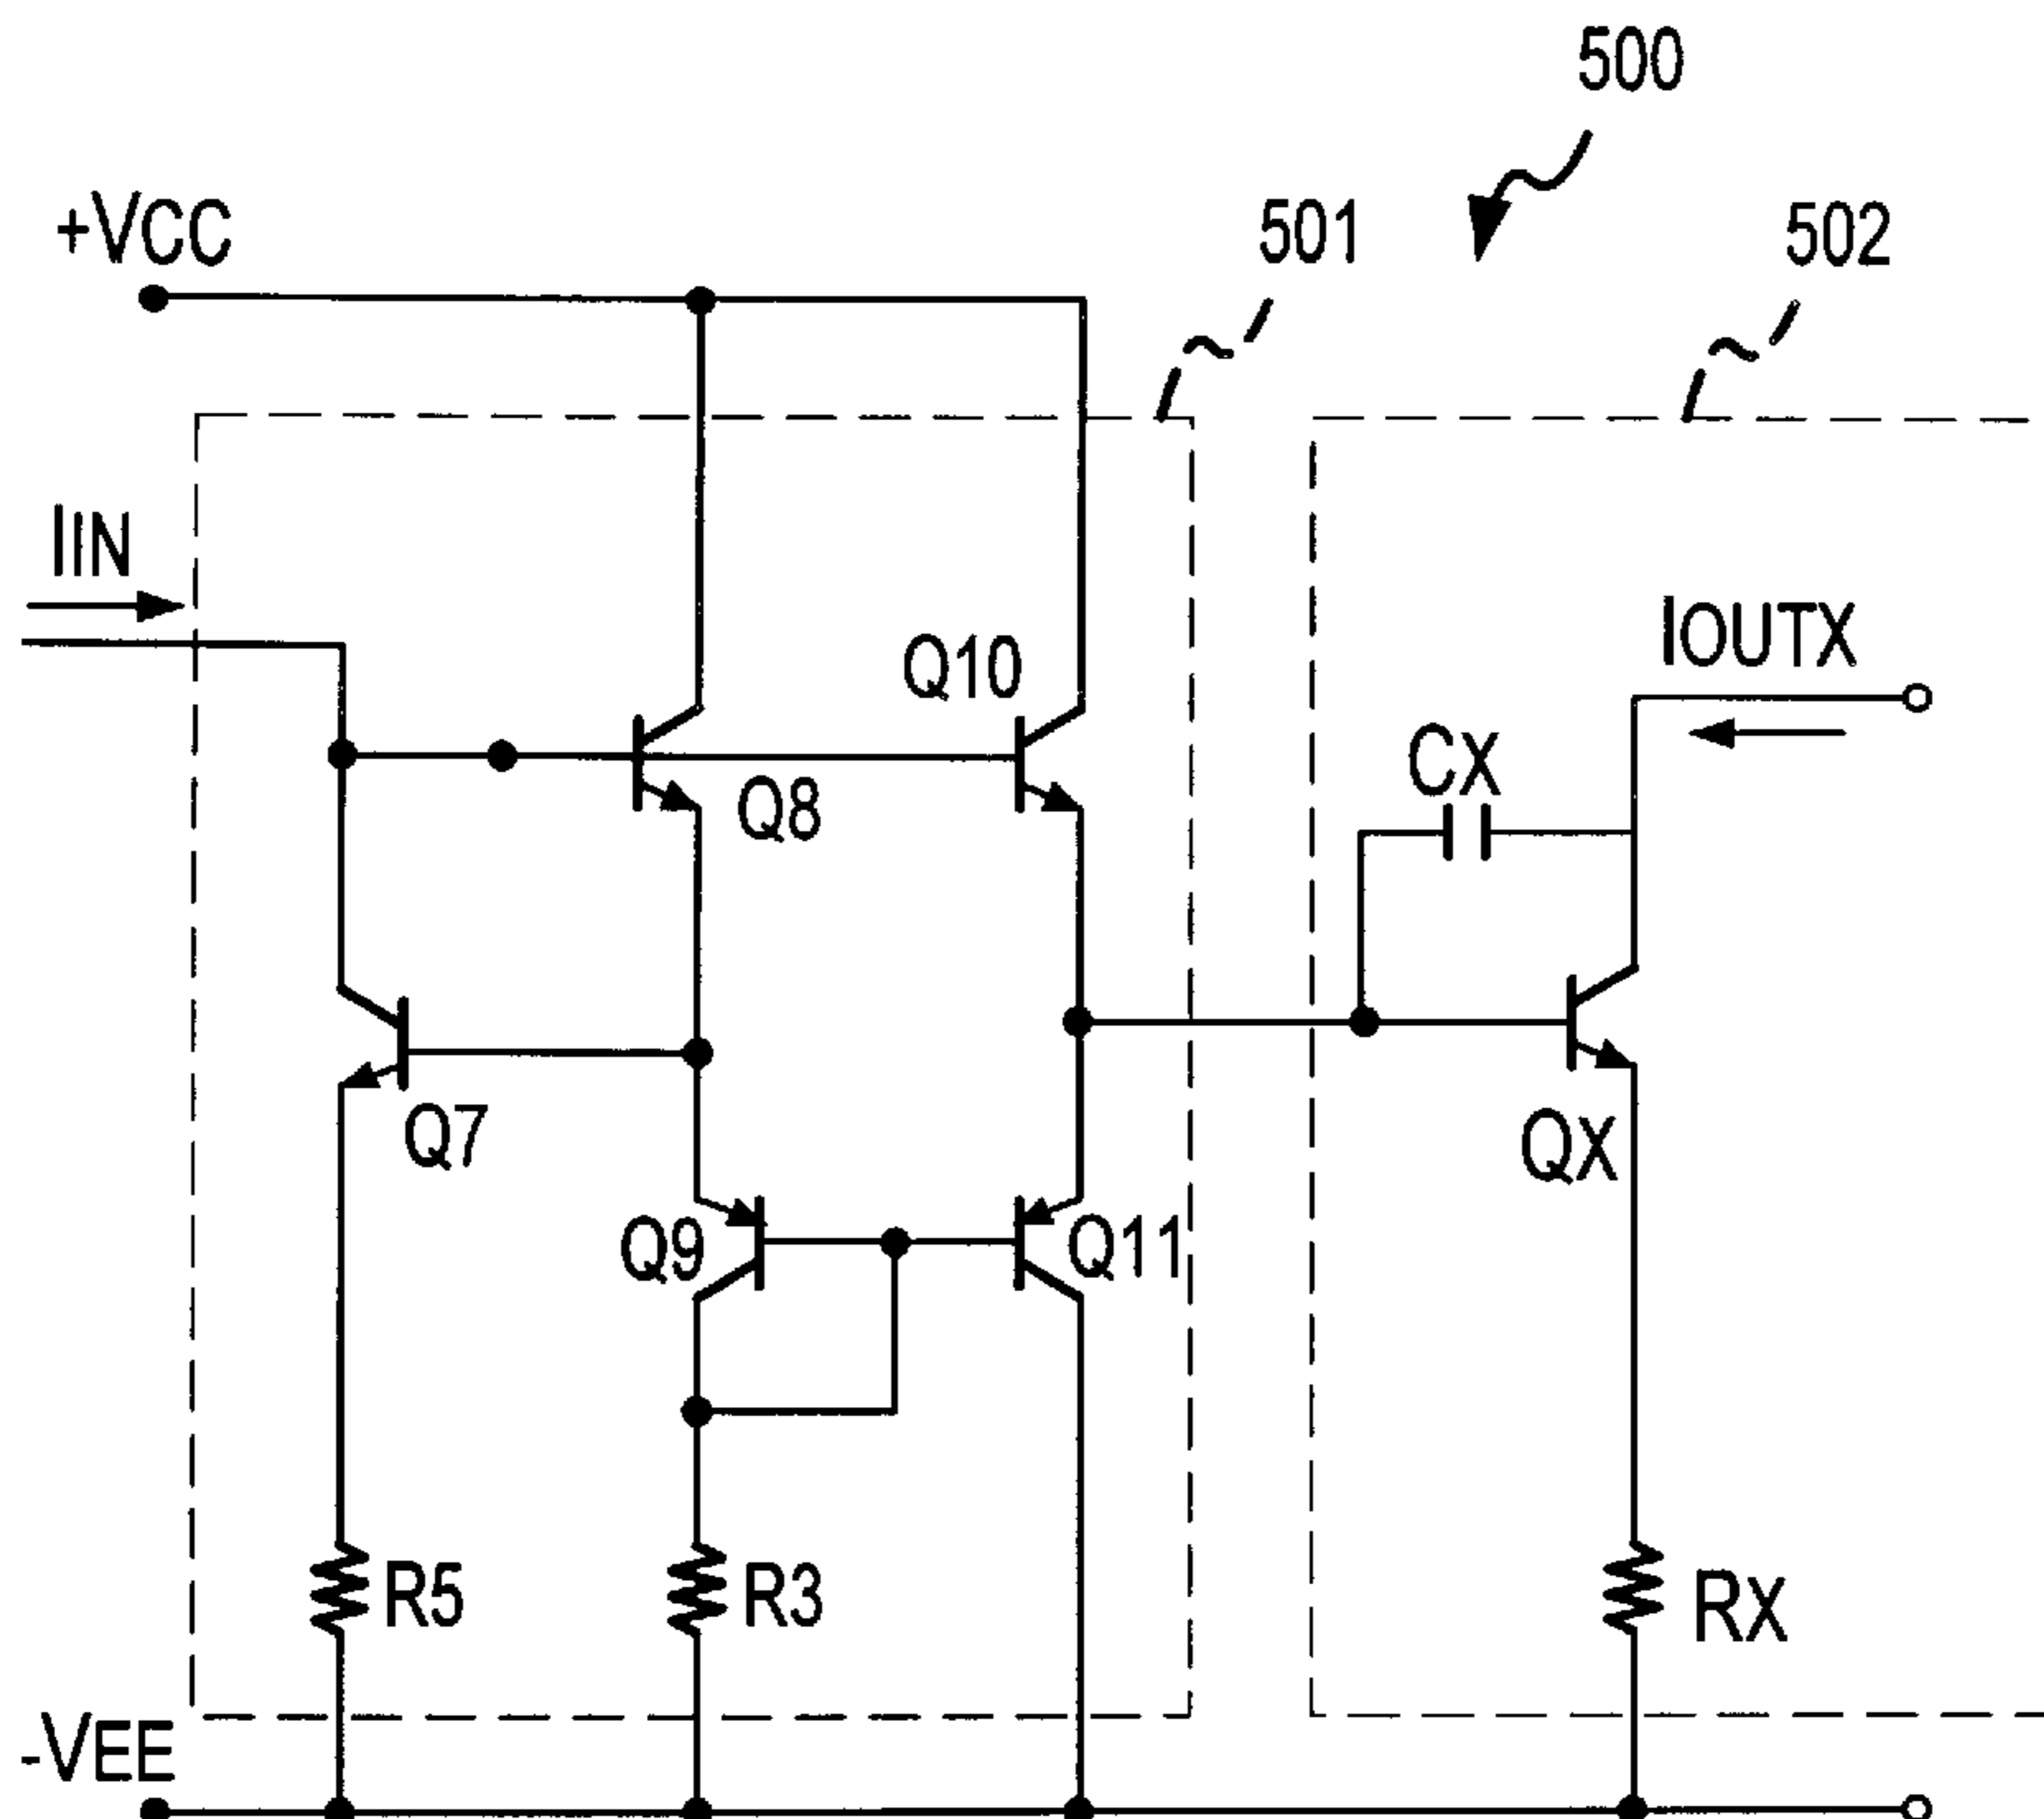 500
+VCC
501
502
IIN
IOUTX
Q10
CX
Q8
Q7
QX
Q9
Q11
R5
R3
RX
-VEE